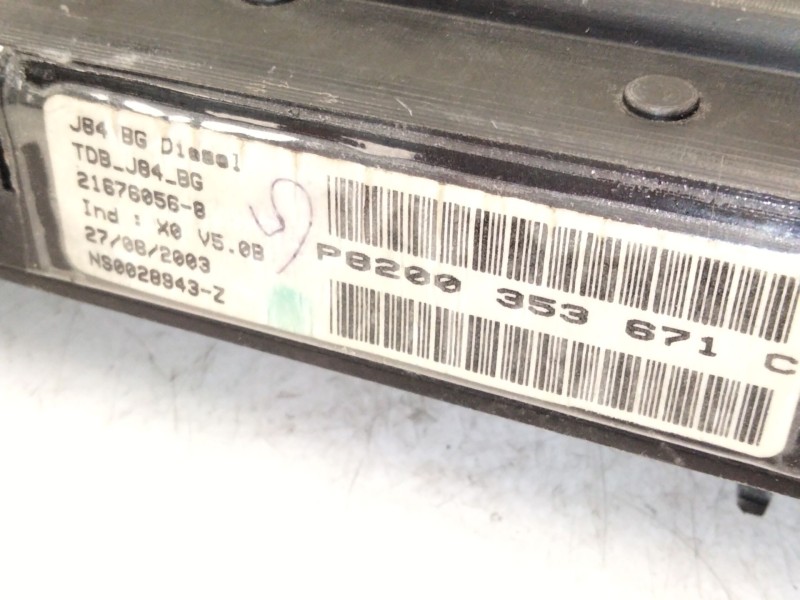 J84 BG Diesel
TDB_J84_BG
21676056-8
Ind : X0 V5.0B
27/08/2003
NS0028943-Z
P8200 353 671 C